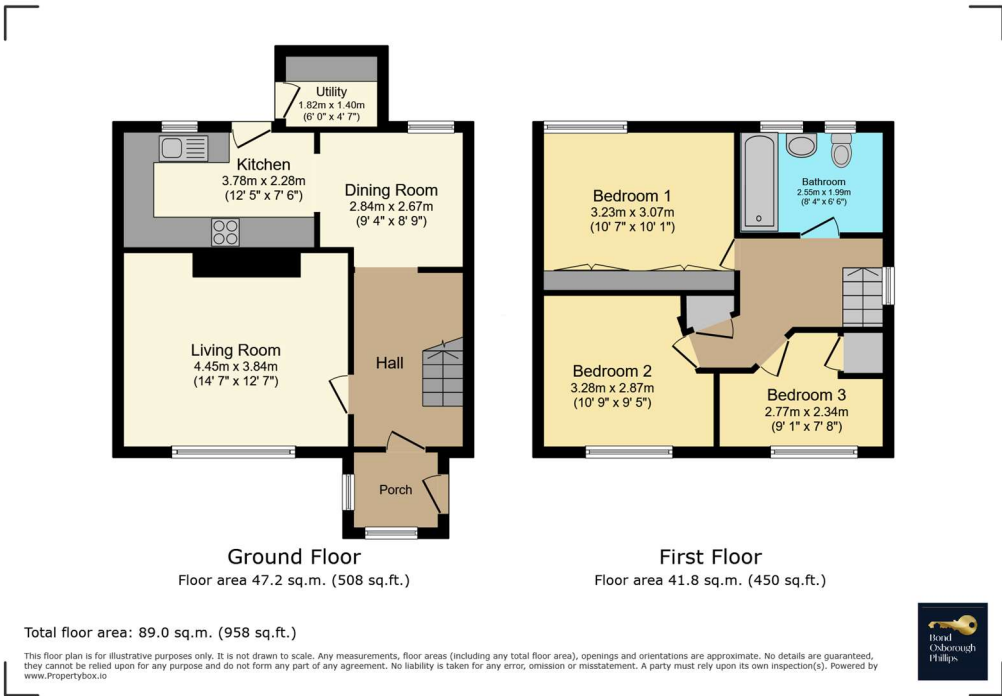 Utility
1.82m x 1.40m
(6' 0" x 4' 7")
Kitchen
3.78m x 2.28m
(12' 5" x 7' 6")
Dining Room
2.84m x 2.67m
(9' 4" x 8' 9")
Living Room
4.45m x 3.84m
(14' 7" x 12' 7")
Hall
Porch
Bedroom 1
3.23m x 3.07m
(10' 7" x 10' 1")
Bathroom
2.55m x 1.99m
(8' 4" x 6' 6")
Bedroom 2
3.28m x 2.87m
(10' 9" x 9' 5")
Bedroom 3
2.77m x 2.34m
(9' 1" x 7' 8")
Ground Floor
Floor area 47.2 sq.m. (508 sq.ft.)
First Floor
Floor area 41.8 sq.m. (450 sq.ft.)
Total floor area: 89.0 sq.m. (958 sq.ft.)
This floor plan is for illustrative purposes only. It is not drawn to scale. Any measurements, floor areas (including any total floor area), openings and orientations are approximate. No details are guaranteed,
they cannot be relied upon for any purpose and do not form any part of any agreement. No liability is taken for any error, omission or misstatement. A party must rely upon its own inspection(s). Powered by
www.Propertybox.io
Bond
Oxborough
Phillips